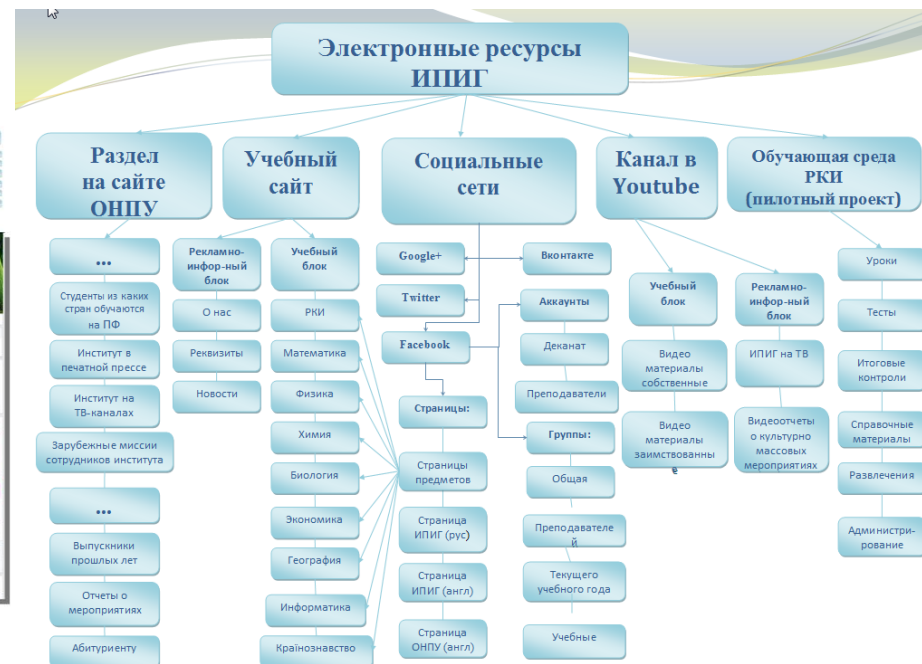 Электронные ресурсы
ИПИГ
Раздел
на сайте
ОНПУ
Учебный
сайт
Социальные
сети
Канал в
Youtube
Обучающая среда
РКИ
(пилотный проект)
...
Студенты из каких
стран обучаются
на ПФ
Институт в
печатной прессе
Институт на
ТВ-каналах
Зарубежные миссии
сотрудников института
...
Выпускники
прошлых лет
Отчеты о
мероприятиях
Абитуриенту
Рекламно-
инфор-ный
блок
О нас
Реквизиты
Новости
Учебный
блок
РКИ
Математика
Физика
Химия
Биология
Экономика
География
Информатика
Країнознавство
Google+
Twitter
Facebook
Страницы:
Страницы
предметов
Страница
ИПИГ (рус)
Страница
ИПИГ (англ)
Страница
ОНПУ (англ)
Вконтакте
Аккаунты
Деканат
Преподаватели
Группы:
Общая
Преподавателе
й
Текущего
учебного года
Учебные
Учебный
блок
Видео
материалы
собственные
Видео
материалы
заимствованны
е
Рекламно-
инфор-ный
блок
ИПИГ на ТВ
Видеоотчеты
о культурно
массовых
мероприятиях
Уроки
Тесты
Итоговые
контроли
Справочные
материалы
Развлечения
Администри-
рование